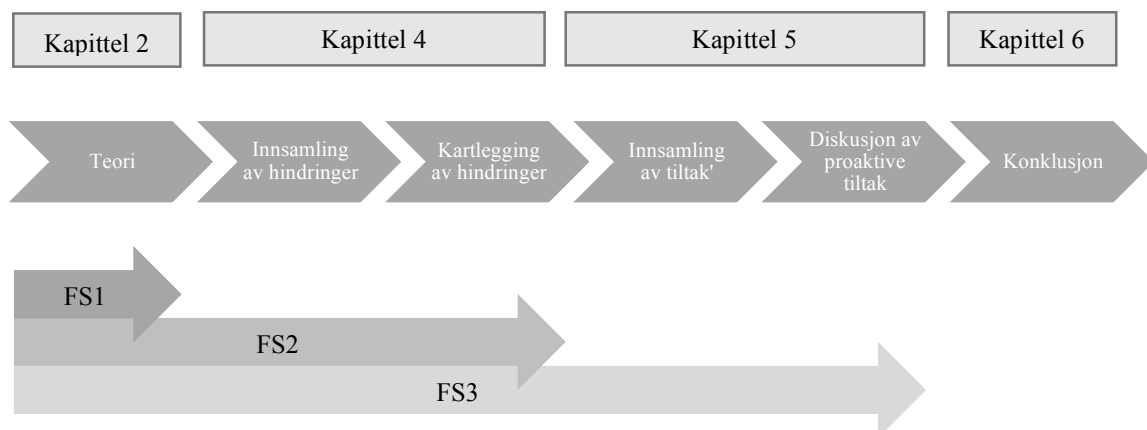 Kapittel 2
Kapittel 4
Kapittel 5
Kapittel 6
Teori
Innsamling
av hindringer
Kartlegging
av hindringer
Innsamling
av tiltak'
Diskusjon av
proaktive
tiltak
Konklusjon
FS1
FS2
FS3